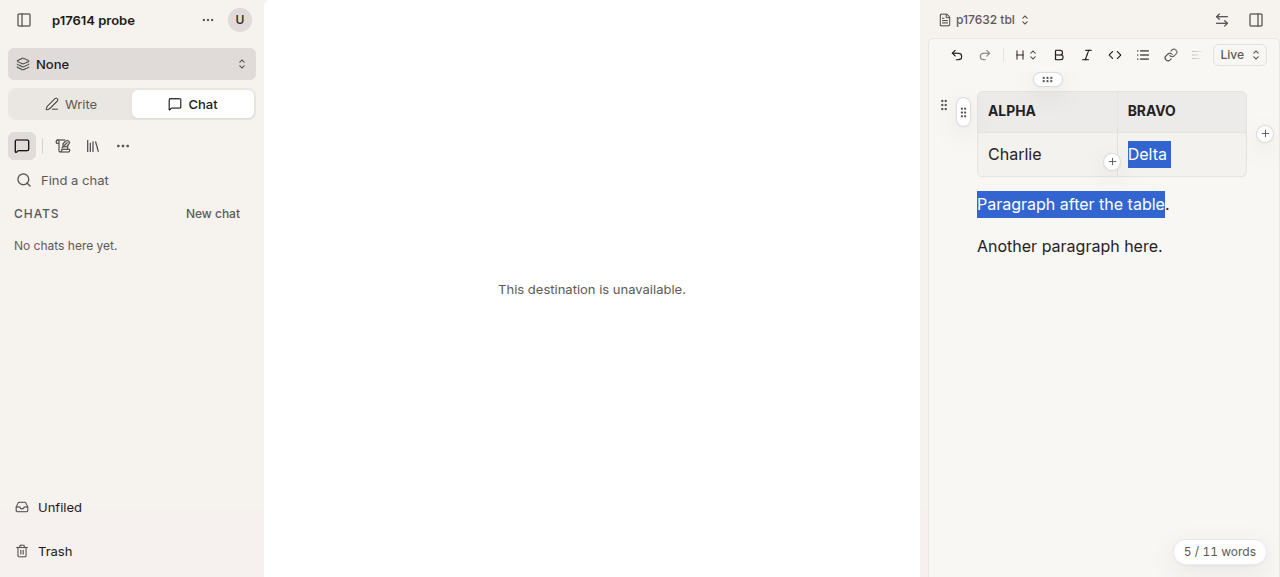 p17614 probe
U
None
Write
Chat
Find a chat
CHATS
New chat
No chats here yet.
Unfiled
Trash
This destination is unavailable.
p17632 tbl
H
B
I
Live
ALPHA
BRAVO
Charlie
Delta
Paragraph after the table.
Another paragraph here.
5 / 11 words